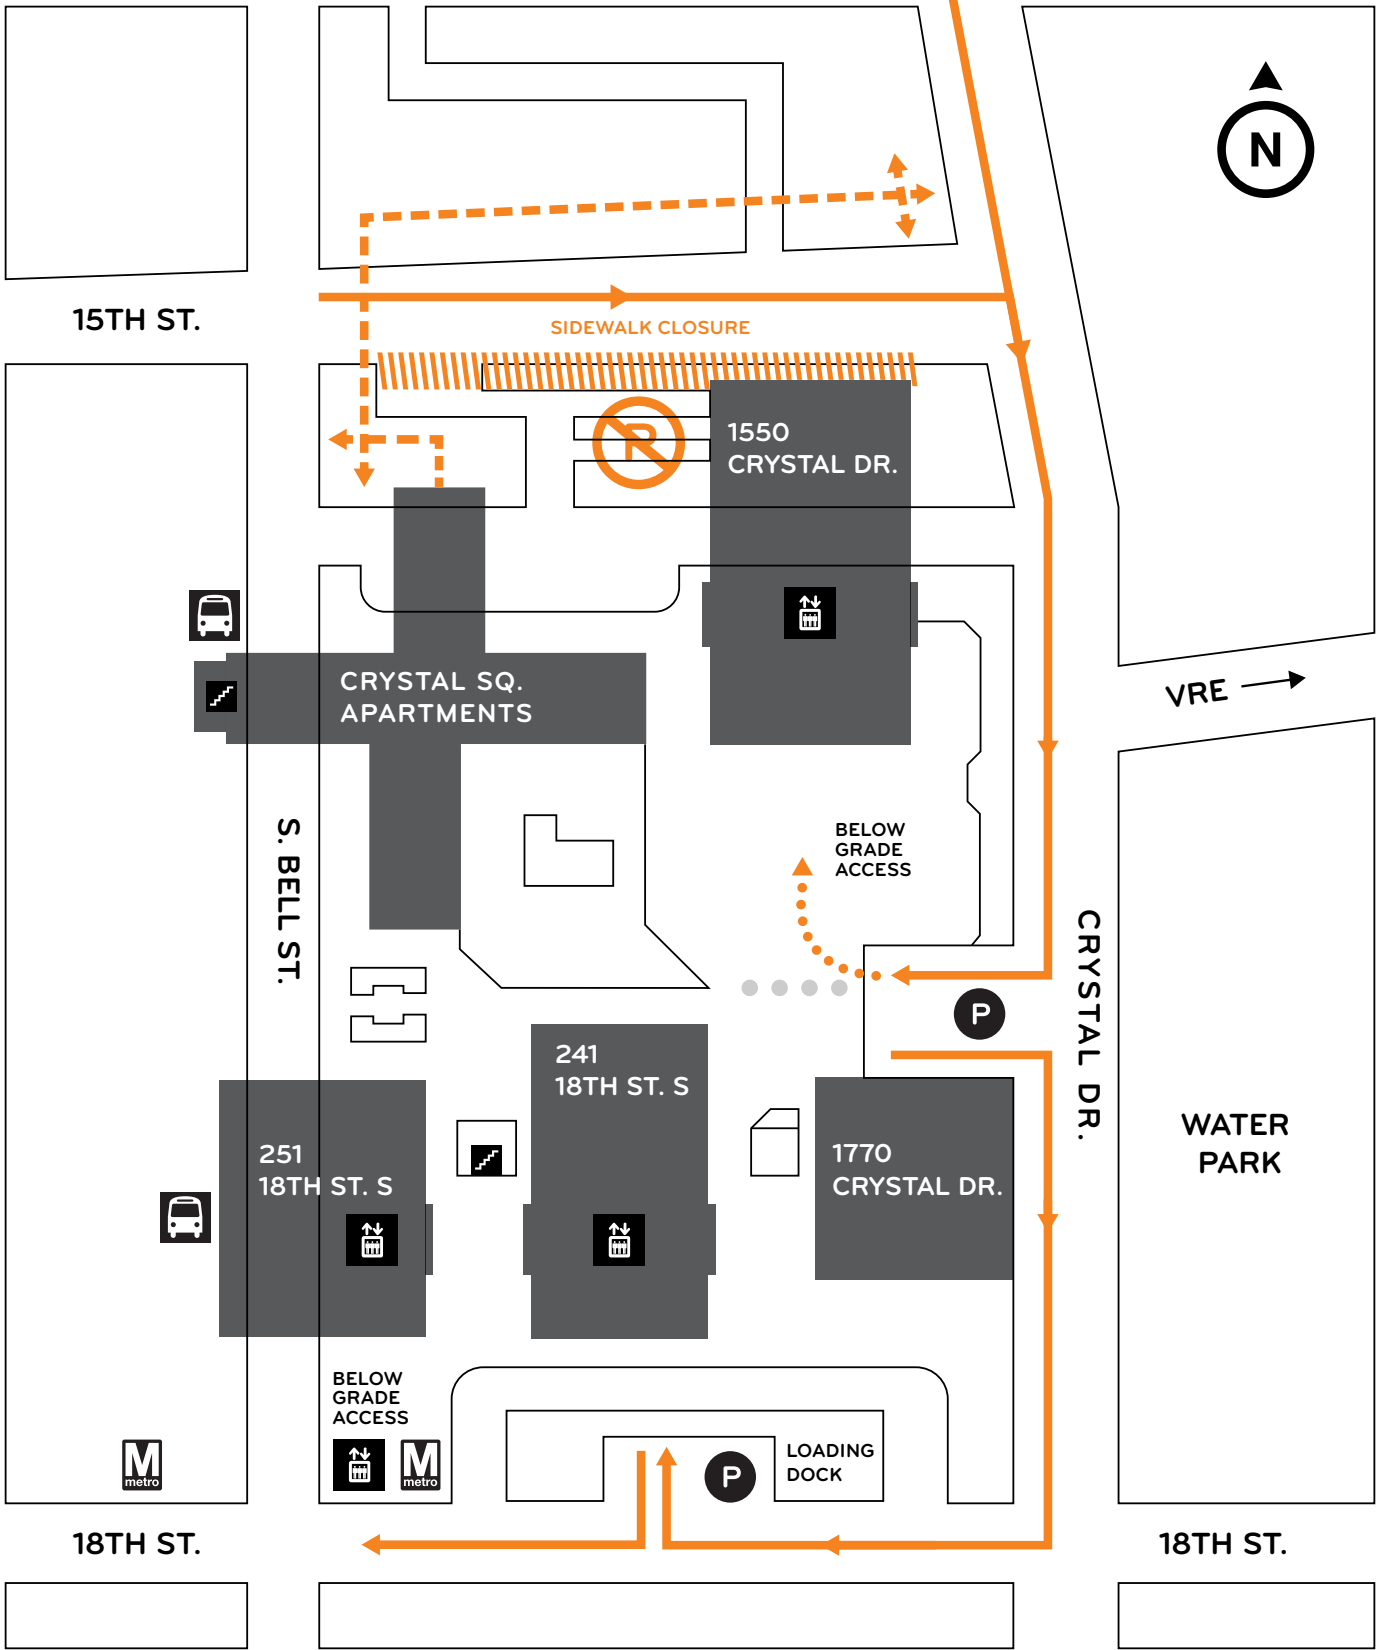 N
15TH ST.
SIDEWALK CLOSURE
P
1550
CRYSTAL DR.
CRYSTAL SQ.
APARTMENTS
VRE
S. BELL ST.
BELOW
GRADE
ACCESS
CRYSTAL DR.
P
241
18TH ST. S
251
18TH ST. S
1770
CRYSTAL DR.
WATER
PARK
BELOW
GRADE
ACCESS
M
metro
M
metro
P
LOADING
DOCK
18TH ST.
18TH ST.